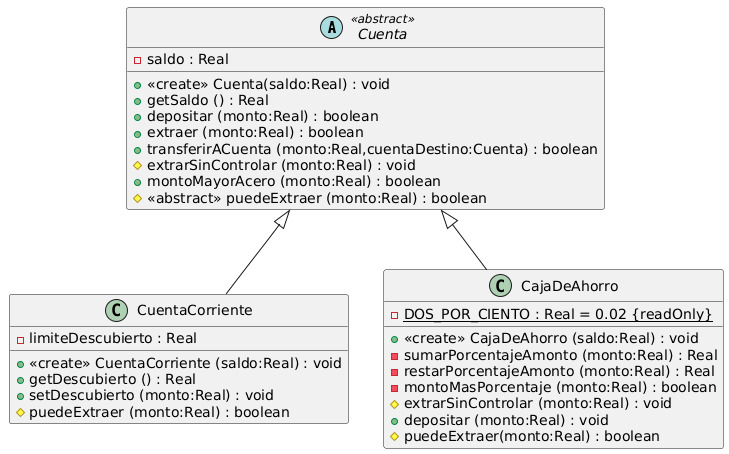 A «abstract»
Cuenta
saldo : Real
«create» Cuenta(saldo:Real) : void
getSaldo () : Real
depositar (monto:Real) : boolean
extraer (monto:Real) : boolean
transferirACuenta (monto:Real,cuentaDestino:Cuenta) : boolean
extrarSinControlar (monto:Real) : void
montoMayorAcero (monto:Real) : boolean
«abstract» puedeExtraer (monto:Real) : boolean
C CuentaCorriente
limiteDescubierto : Real
«create» CuentaCorriente (saldo:Real) : void
getDescubierto () : Real
setDescubierto (monto:Real) : void
puedeExtraer (monto:Real) : boolean
C CajaDeAhorro
DOS_POR_CIENTO : Real = 0.02 {readOnly}
«create» CajaDeAhorro (saldo:Real) : void
sumarPorcentajeAmonto (monto:Real) : Real
restarPorcentajeAmonto (monto:Real) : Real
montoMasPorcentaje (monto:Real) : boolean
extrarSinControlar (monto:Real) : void
depositar (monto:Real) : void
puedeExtraer(monto:Real) : boolean